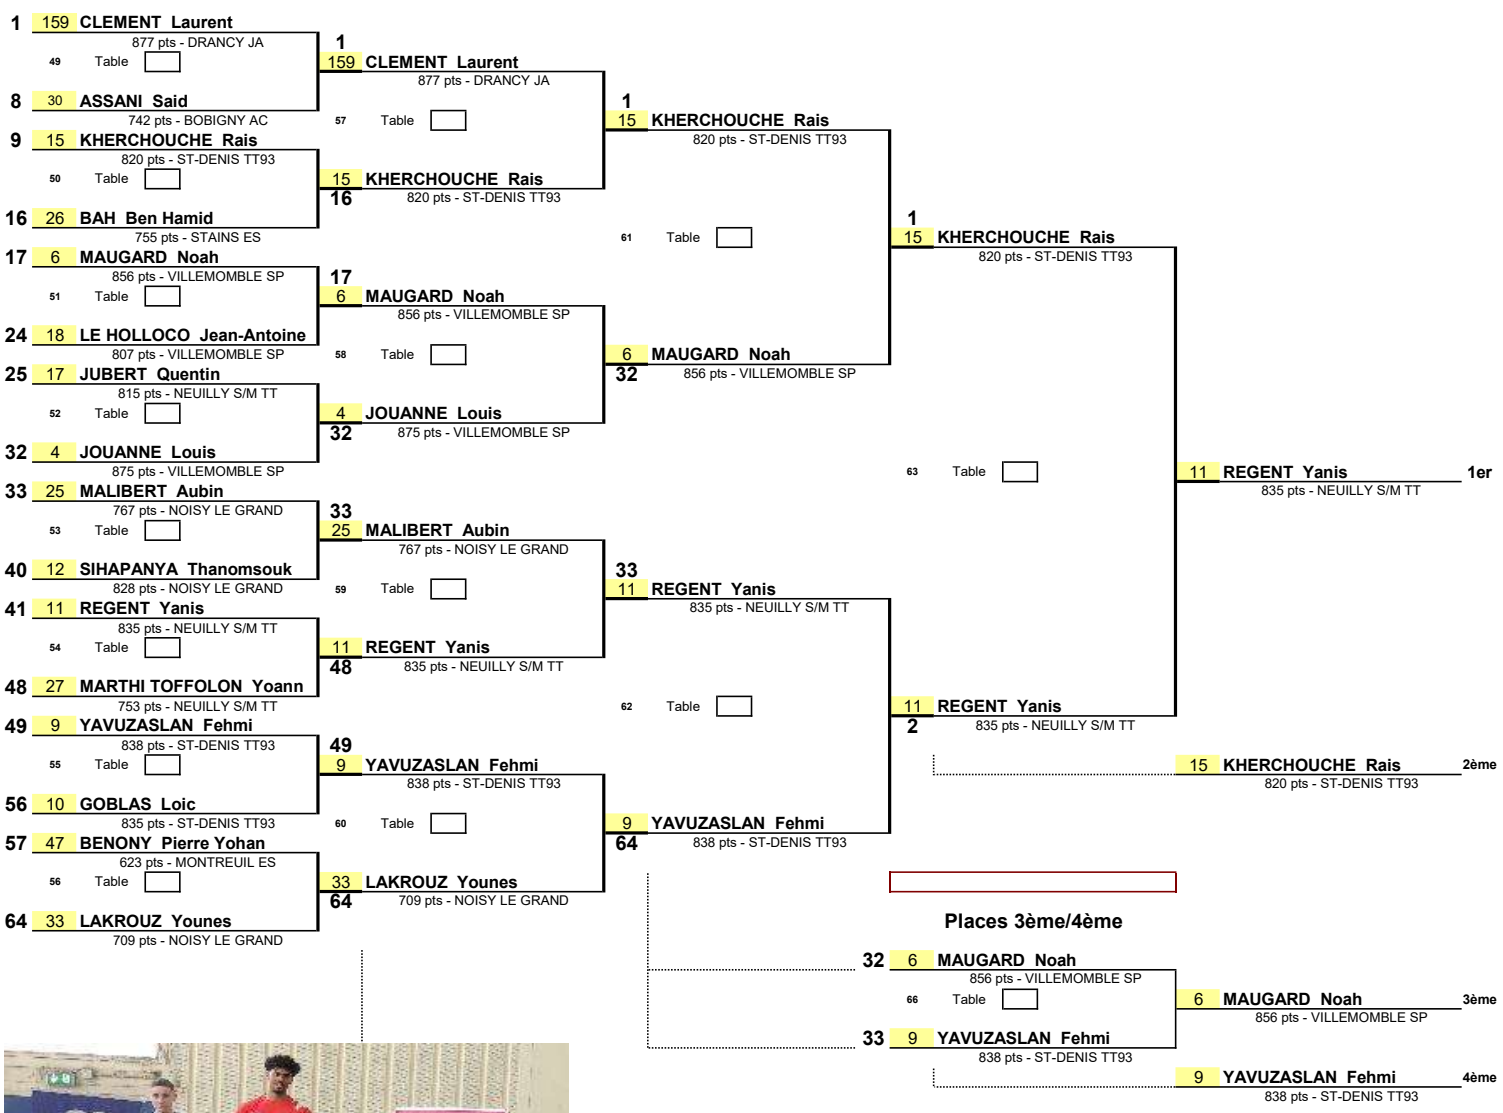 1 159 CLEMENT Laurent
877 pts - DRANCY JA
49 Table
8 30 ASSANI Said
742 pts - BOBIGNY AC
9 15 KHERCHOUCHE Rais
820 pts - ST-DENIS TT93
50 Table
16 26 BAH Ben Hamid
755 pts - STAINS ES
17 6 MAUGARD Noah
856 pts - VILLEMOMBLE SP
51 Table
24 18 LE HOLLOCO Jean-Antoine
807 pts - VILLEMOMBLE SP
25 17 JUBERT Quentin
815 pts - NEUILLY S/M TT
52 Table
32 4 JOUANNE Louis
875 pts - VILLEMOMBLE SP
33 25 MALIBERT Aubin
767 pts - NOISY LE GRAND
53 Table
40 12 SIHAPANYA Thanomsouk
828 pts - NOISY LE GRAND
41 11 REGENT Yanis
835 pts - NEUILLY S/M TT
54 Table
48 27 MARTHI TOFFOLON Yoann
753 pts - NEUILLY S/M TT
49 9 YAVUZASLAN Fehmi
838 pts - ST-DENIS TT93
55 Table
56 10 GOBLAS Loic
835 pts - ST-DENIS TT93
57 47 BENONY Pierre Yohan
623 pts - MONTREUIL ES
56 Table
64 33 LAKROUZ Younes
709 pts - NOISY LE GRAND
1
159 CLEMENT Laurent
877 pts - DRANCY JA
57 Table
15 KHERCHOUCHE Rais
16 820 pts - ST-DENIS TT93
17
6 MAUGARD Noah
856 pts - VILLEMOMBLE SP
58 Table
4 JOUANNE Louis
32 875 pts - VILLEMOMBLE SP
33
25 MALIBERT Aubin
767 pts - NOISY LE GRAND
59 Table
11 REGENT Yanis
48 835 pts - NEUILLY S/M TT
49
9 YAVUZASLAN Fehmi
838 pts - ST-DENIS TT93
60 Table
33 LAKROUZ Younes
64 709 pts - NOISY LE GRAND
1
15 KHERCHOUCHE Rais
820 pts - ST-DENIS TT93
61 Table
6 MAUGARD Noah
32 856 pts - VILLEMOMBLE SP
33
11 REGENT Yanis
835 pts - NEUILLY S/M TT
62 Table
9 YAVUZASLAN Fehmi
64 838 pts - ST-DENIS TT93
1
15 KHERCHOUCHE Rais
820 pts - ST-DENIS TT93
63 Table
11 REGENT Yanis
2 835 pts - NEUILLY S/M TT
11 REGENT Yanis 1er
835 pts - NEUILLY S/M TT
15 KHERCHOUCHE Rais 2ème
820 pts - ST-DENIS TT93
Places 3ème/4ème
32 6 MAUGARD Noah
856 pts - VILLEMOMBLE SP
66 Table
33 9 YAVUZASLAN Fehmi
838 pts - ST-DENIS TT93
6 MAUGARD Noah 3ème
856 pts - VILLEMOMBLE SP
9 YAVUZASLAN Fehmi 4ème
838 pts - ST-DENIS TT93